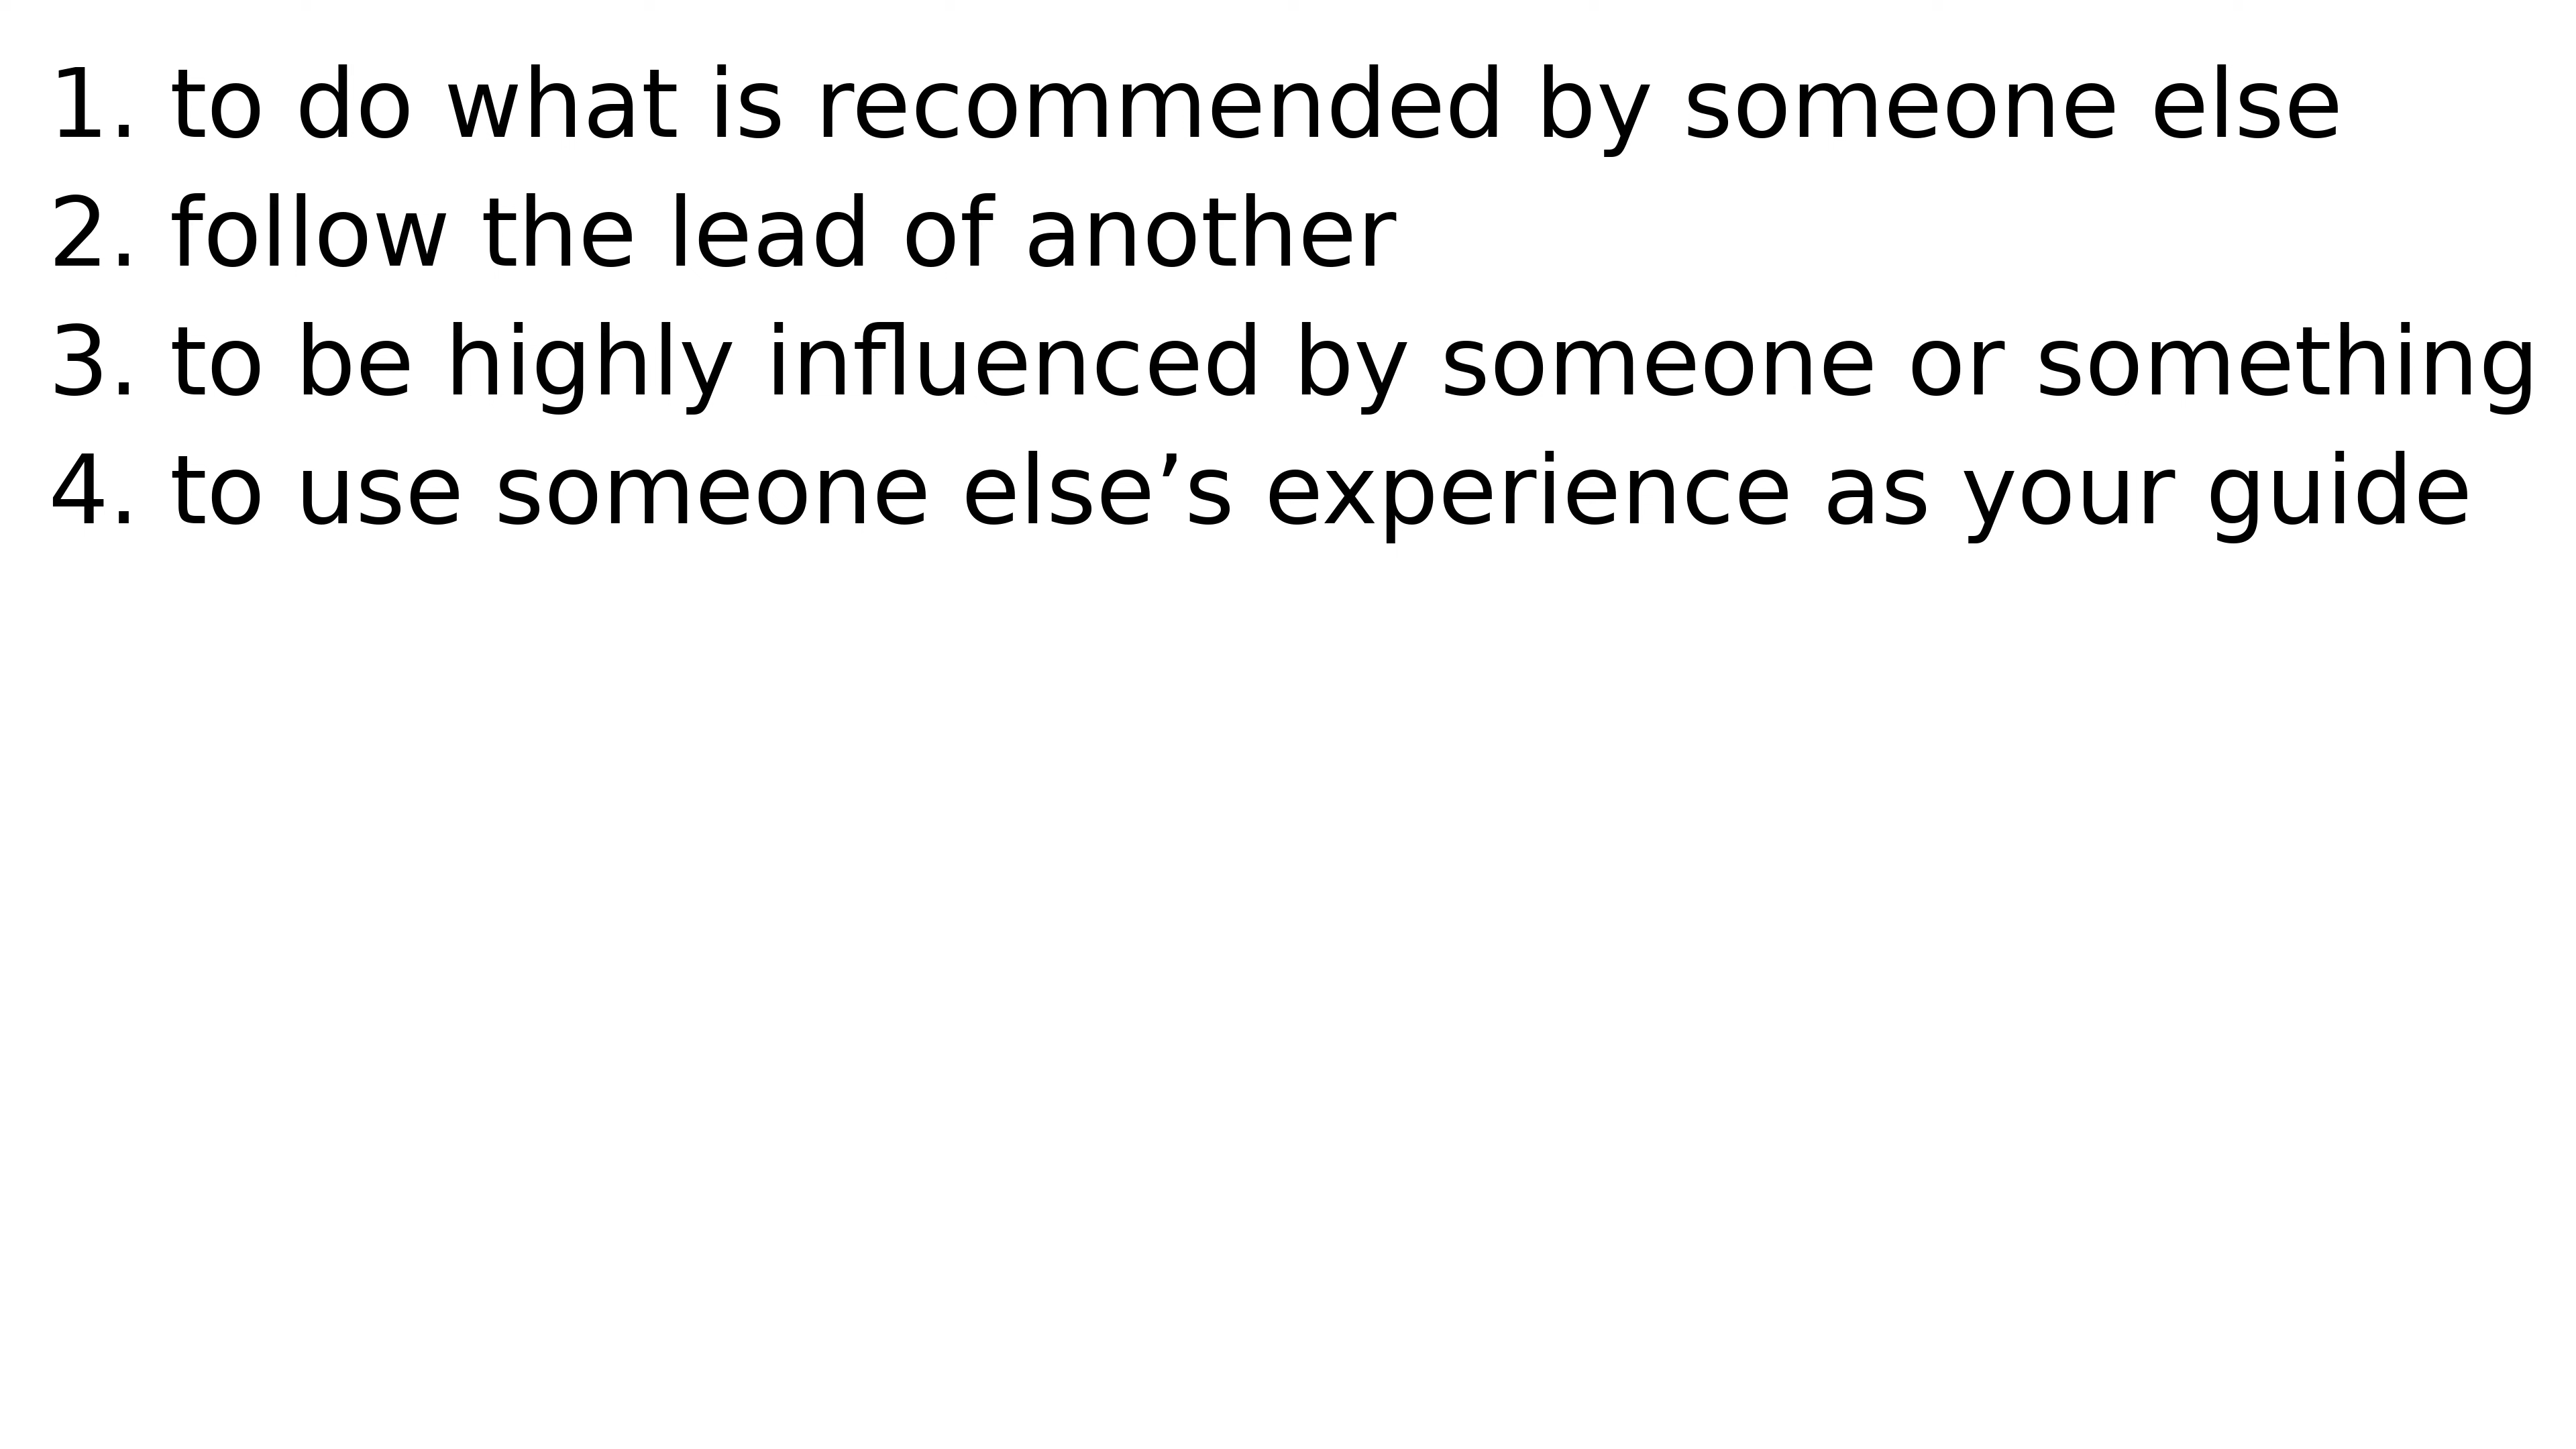 1. to do what is recommended by someone else
2. follow the lead of another
3. to be highly influenced by someone or something
4. to use someone else’s experience as your guide